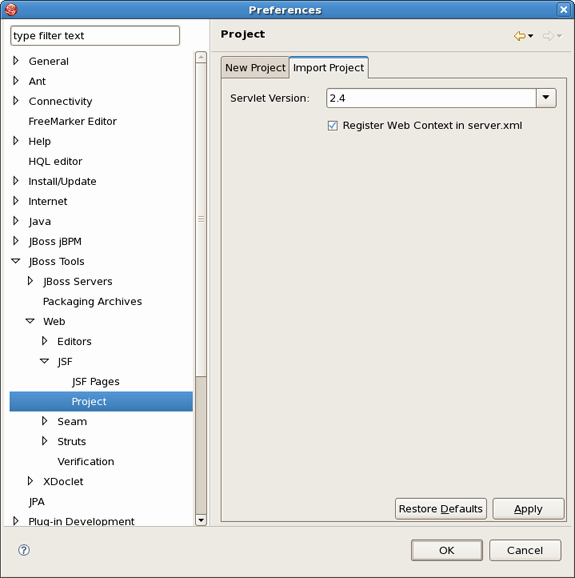 Preferences
type filter text
General
Ant
Connectivity
FreeMarker Editor
Help
HQL editor
Install/Update
Internet
Java
JBoss jBPM
JBoss Tools
JBoss Servers
Packaging Archives
Web
Editors
JSF
JSF Pages
Project
Seam
Struts
Verification
XDoclet
JPA
Plug-in Development
Project
New Project Import Project
Servlet Version: 2.4
Register Web Context in server.xml
Restore Defaults Apply
? OK Cancel